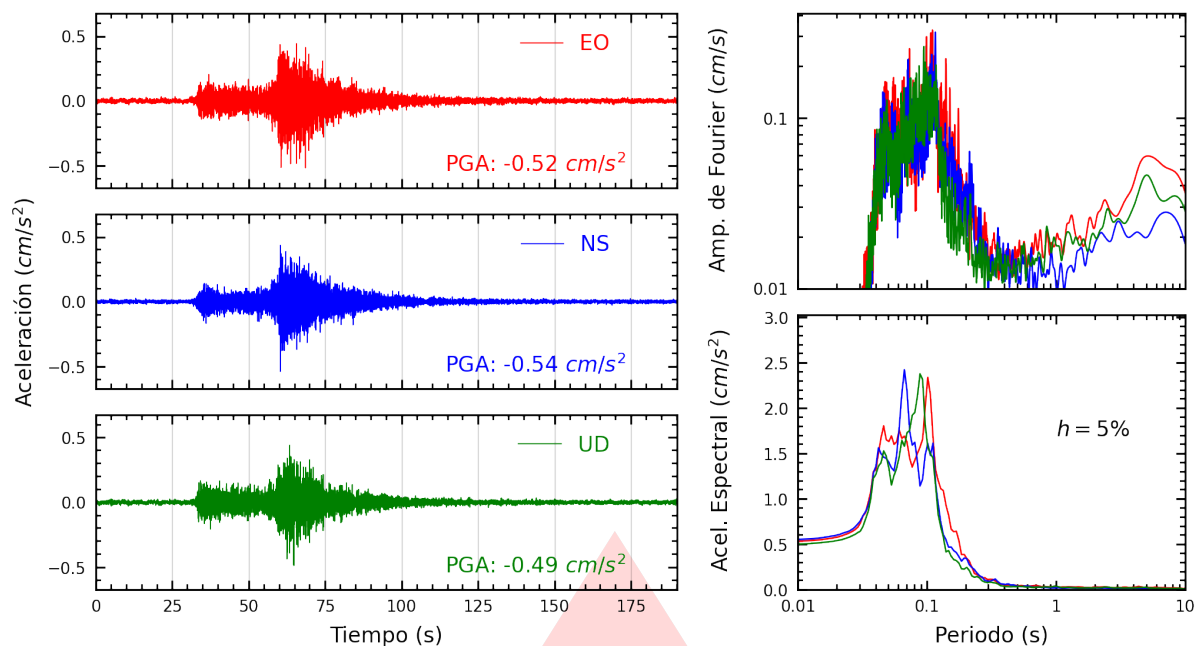 Aceleración (cm/s²)
0.5
0.0
−0.5
EO
PGA: -0.52 cm/s²
0.5
0.0
−0.5
NS
PGA: -0.54 cm/s²
0.5
0.0
−0.5
UD
PGA: -0.49 cm/s²
0 25 50 75 100 125 150 175
Tiempo (s)
Amp. de Fourier (cm/s)
0.1
0.01
Acel. Espectral (cm/s²)
3.0
2.5
2.0
1.5
1.0
0.5
0.0
h = 5%
0.01 0.1 1 10
Periodo (s)